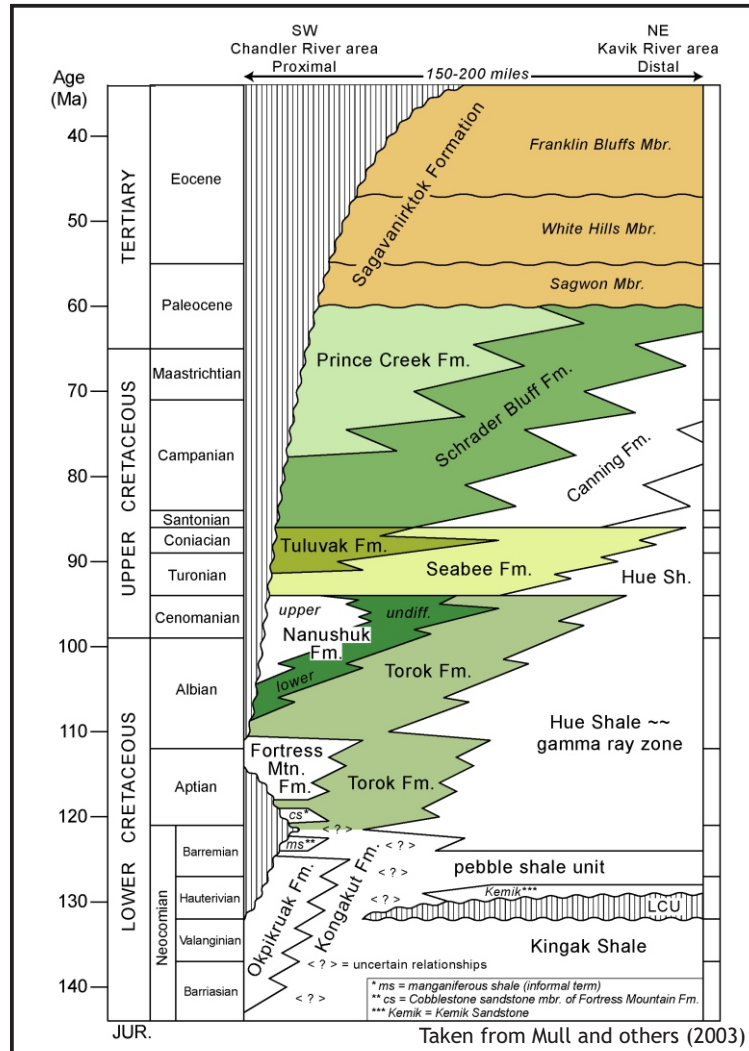 SW
Chandler River area
Proximal
NE
Kavik River area
Distal
150-200 miles
Age
(Ma)
40
50
60
70
80
90
100
110
120
130
140
TERTIARY
UPPER CRETACEOUS
LOWER CRETACEOUS
JUR.
Neocomian
Eocene
Paleocene
Maastrichtian
Campanian
Santonian
Coniacian
Turonian
Cenomanian
Albian
Aptian
Barremian
Hauterivian
Valanginian
Barriasian
Sagavanirktok Formation
Franklin Bluffs Mbr.
White Hills Mbr.
Sagwon Mbr.
Prince Creek Fm.
Schrader Bluff Fm.
Canning Fm.
Tuluvak Fm.
Seabee Fm.
Hue Sh.
upper
undiff.
Nanushuk
Fm.
lower
Torok Fm.
Hue Shale ~~
gamma ray zone
Fortress
Mtn.
Fm.
Torok Fm.
cs*
< ? >
ms**
< ? >
pebble shale unit
Okpikruak Fm.
Kongakut Fm.
< ? >
Kemik***
< ? >
LCU
Kingak Shale
< ? > = uncertain relationships
< ? >
* ms = manganiferous shale (informal term)
** cs = Cobblestone sandstone mbr. of Fortress Mountain Fm.
*** Kemik = Kemik Sandstone
Taken from Mull and others (2003)